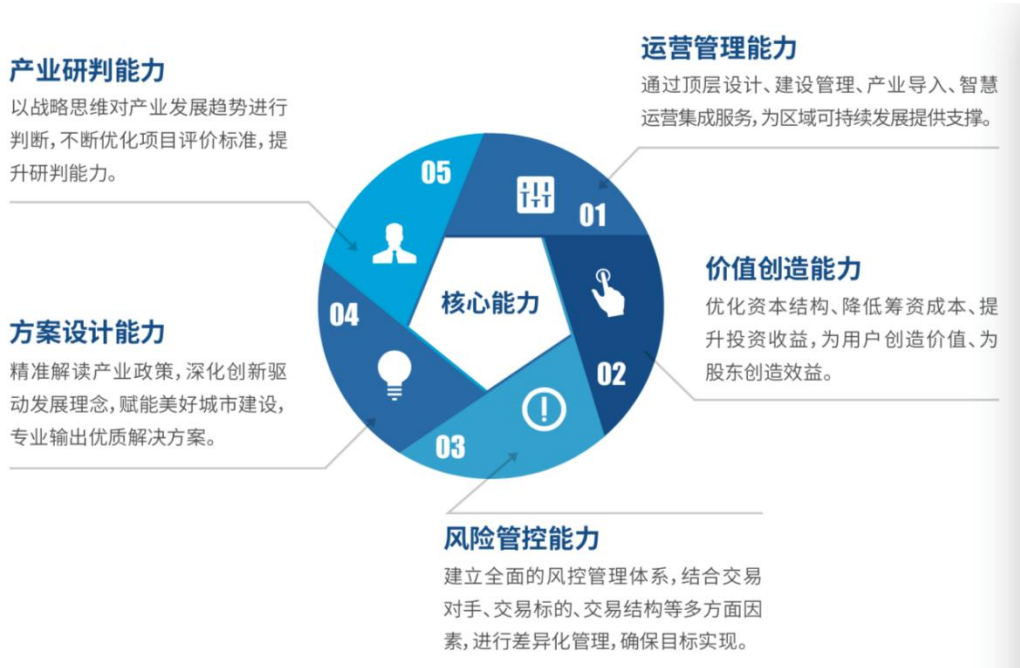 产业研判能力
以战略思维对产业发展趋势进行
判断,不断优化项目评价标准,提
升研判能力。
运营管理能力
通过顶层设计、建设管理、产业导入、智慧
运营集成服务,为区域可持续发展提供支撑。
05
01
核心能力
04
02
03
价值创造能力
优化资本结构、降低筹资成本、提
升投资收益,为用户创造价值、为
股东创造效益。
方案设计能力
精准解读产业政策,深化创新驱
动发展理念,赋能美好城市建设,
专业输出优质解决方案。
风险管控能力
建立全面的风控管理体系,结合交易
对手、交易标的、交易结构等多方面因
素,进行差异化管理,确保目标实现。